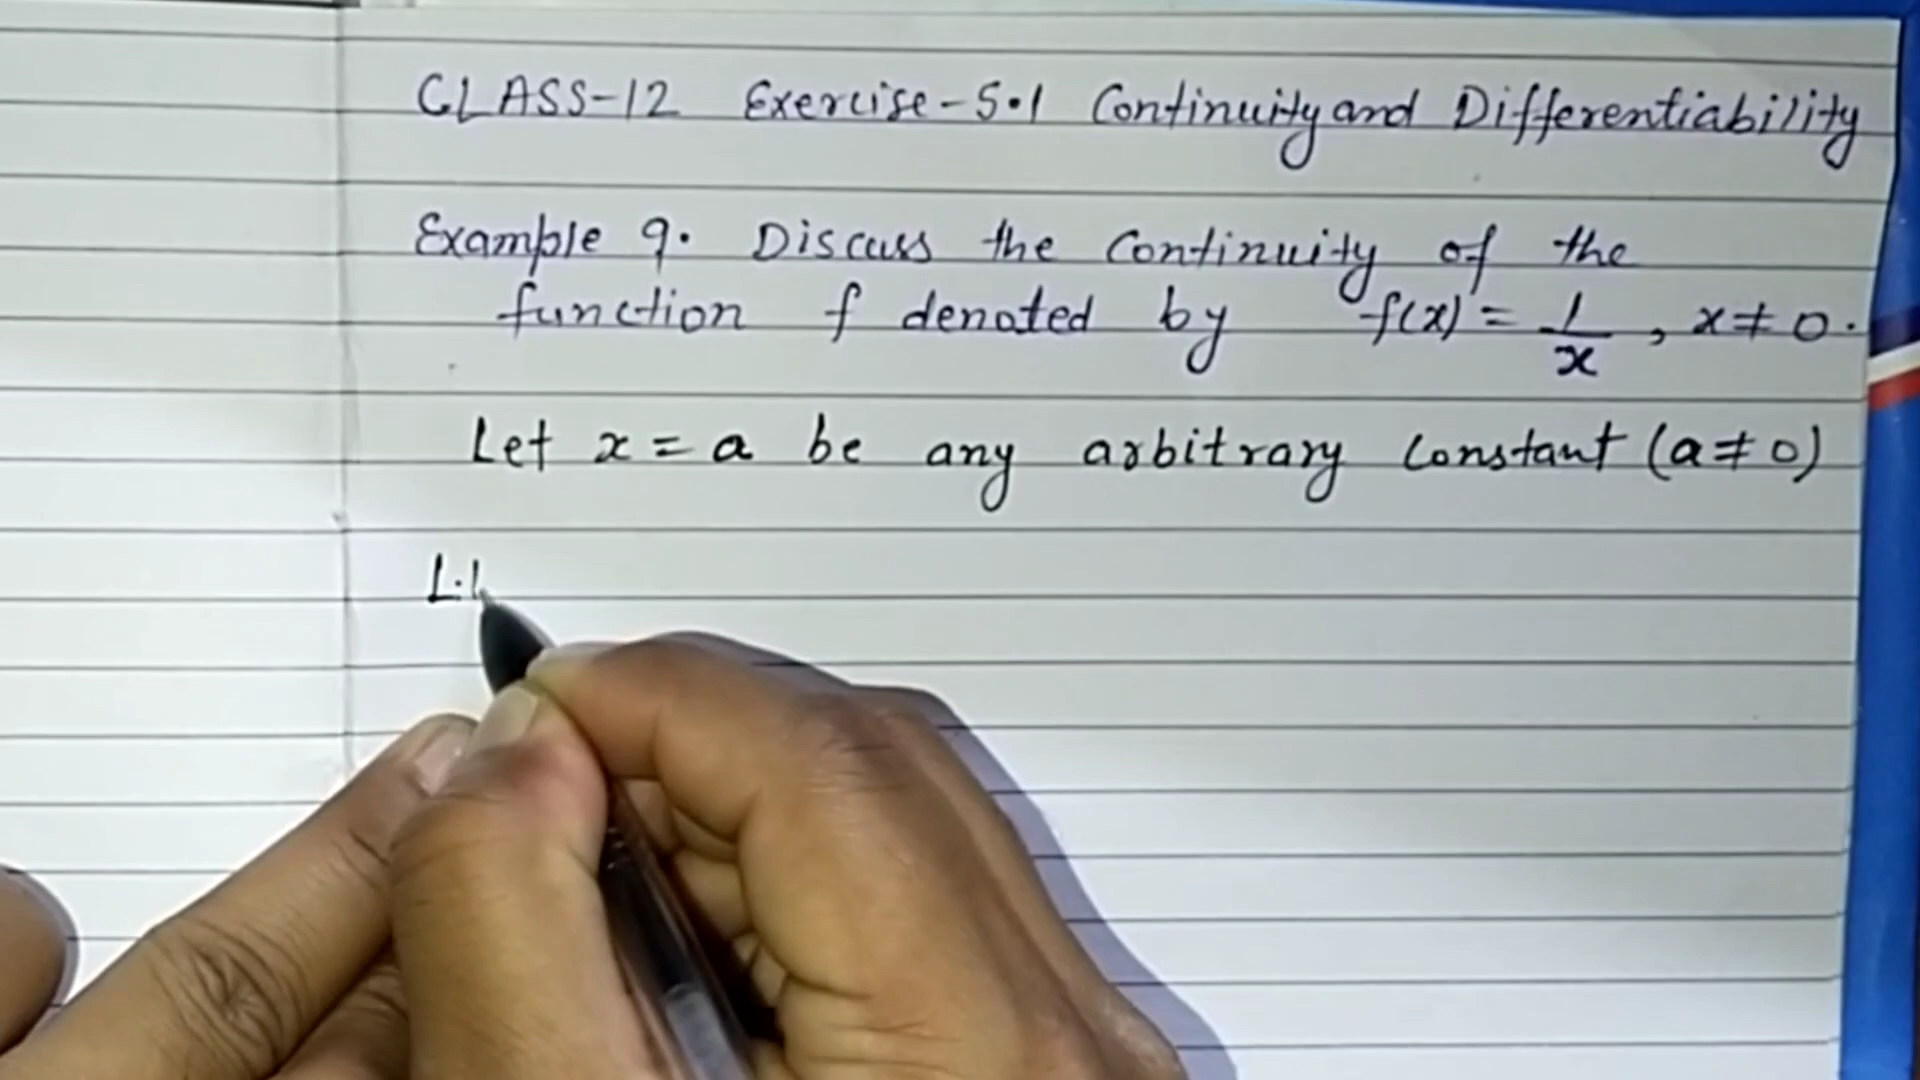 CLASS-12 Exercise-5.1 Continuity and Differentiability
Example 9. Discuss the Continuity of the
function f denoted by f(x) = 1/x, x ≠ 0.
Let x = a be any arbitrary constant (a ≠ 0)
L.